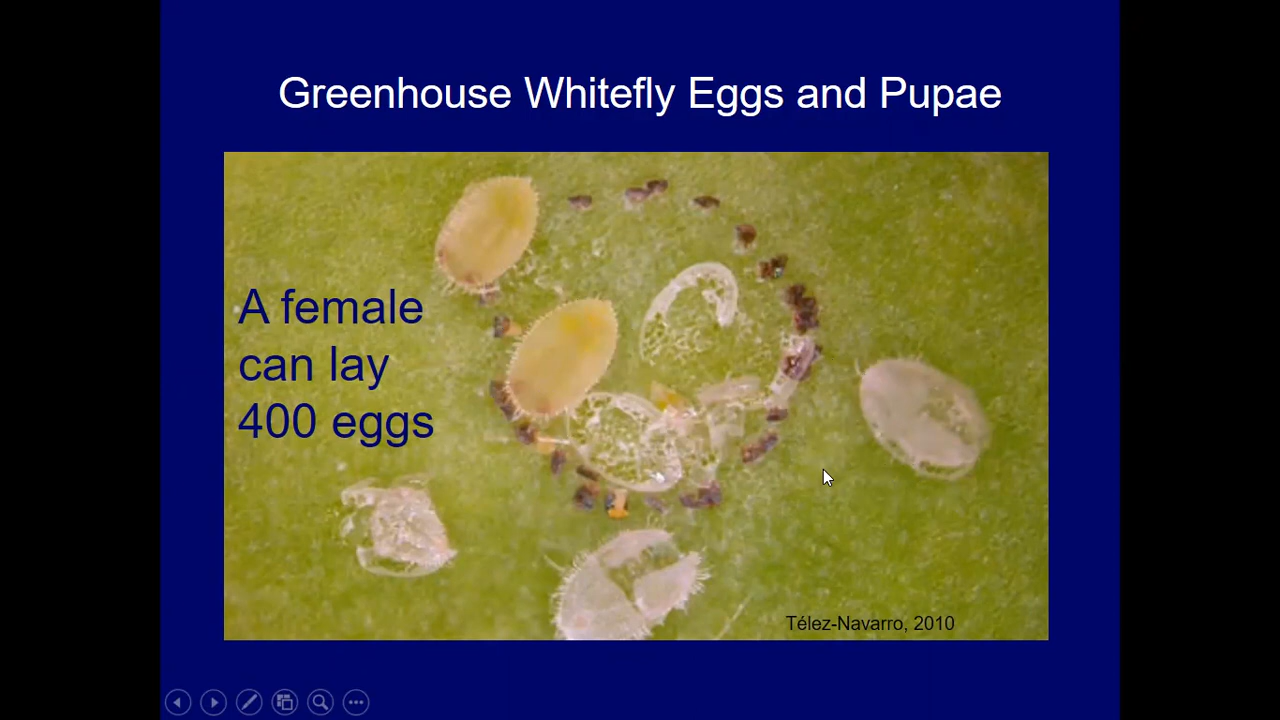 Greenhouse Whitefly Eggs and Pupae
A female
can lay
400 eggs
Télez-Navarro, 2010